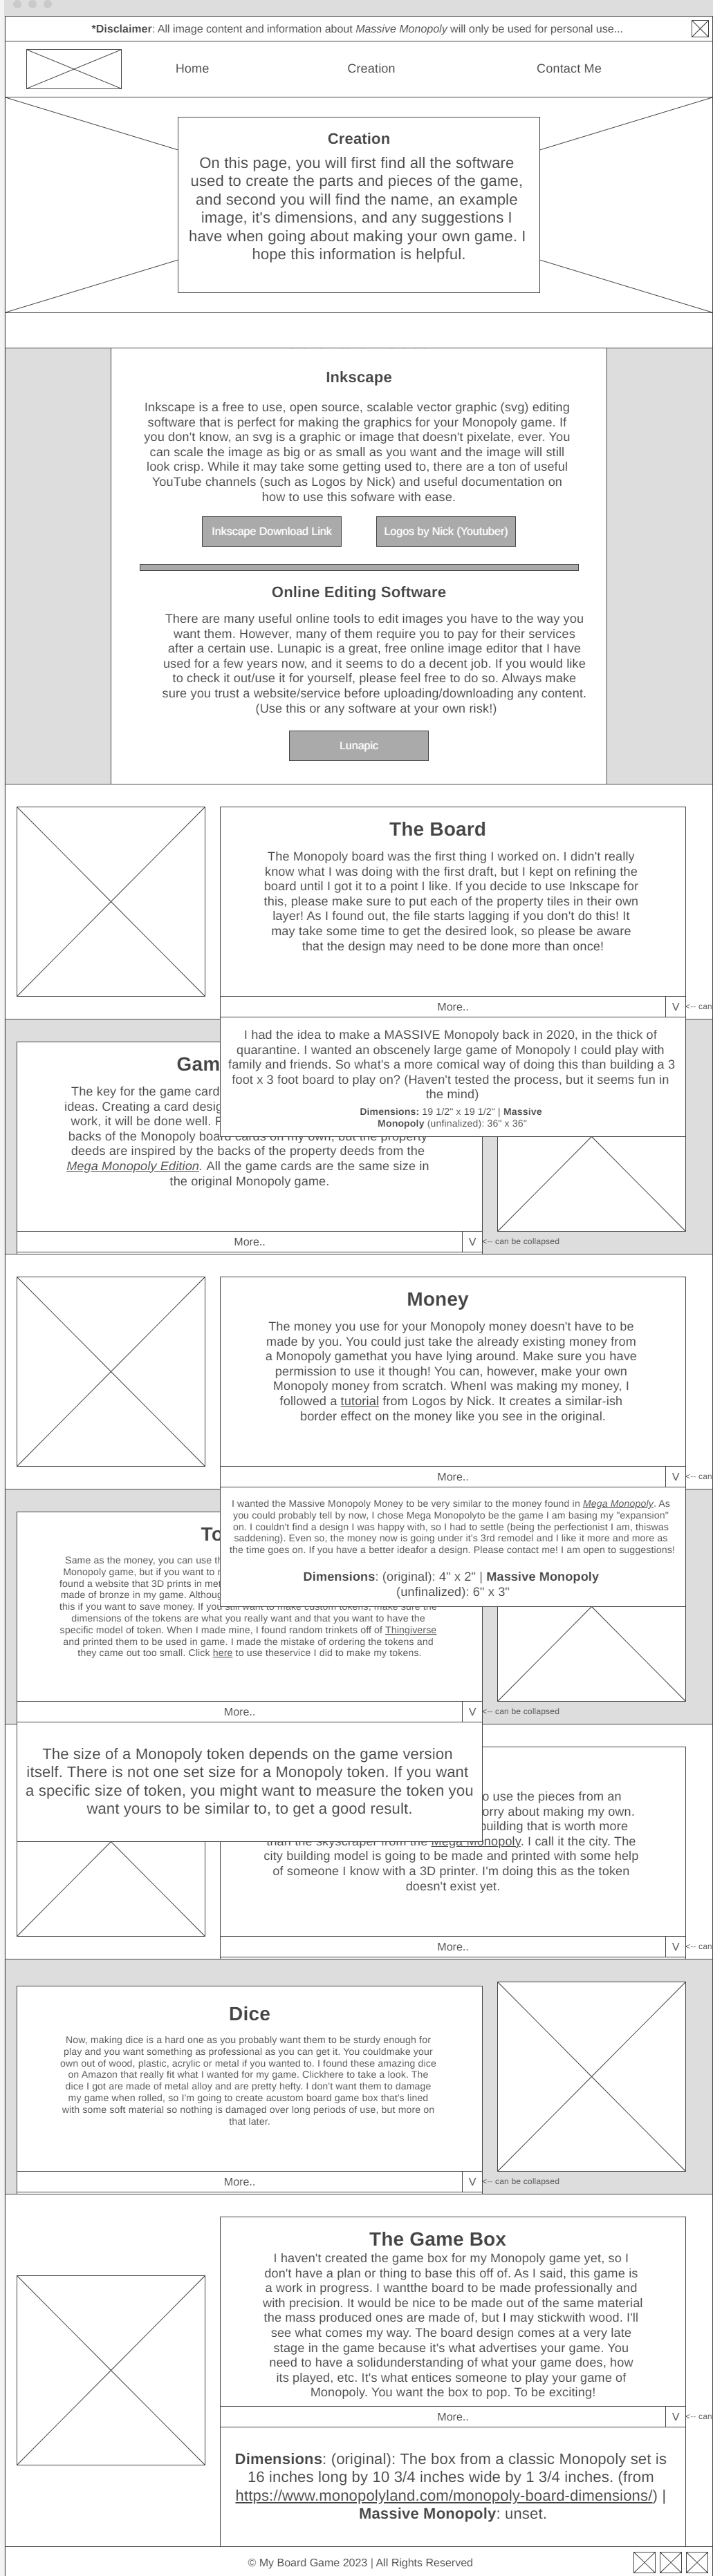 *Disclaimer: All image content and information about Massive Monopoly will only be used for personal use...
Home
Creation
Contact Me
Creation
On this page, you will first find all the software
used to create the parts and pieces of the game,
and second you will find the name, an example
image, it's dimensions, and any suggestions I
have when going about making your own game. I
hope this information is helpful.
Inkscape
Inkscape is a free to use, open source, scalable vector graphic (svg) editing
software that is perfect for making the graphics for your Monopoly game. If
you don't know, an svg is a graphic or image that doesn't pixelate, ever. You
can scale the image as big or as small as you want and the image will still
look crisp. While it may take some getting used to, there are a ton of useful
YouTube channels (such as Logos by Nick) and useful documentation on
how to use this sofware with ease.
Inkscape Download Link
Logos by Nick (Youtuber)
Online Editing Software
There are many useful online tools to edit images you have to the way you
want them. However, many of them require you to pay for their services
after a certain use. Lunapic is a great, free online image editor that I have
used for a few years now, and it seems to do a decent job. If you would like
to check it out/use it for yourself, please feel free to do so. Always make
sure you trust a website/service before uploading/downloading any content.
(Use this or any software at your own risk!)
Lunapic
The Board
The Monopoly board was the first thing I worked on. I didn't really
know what I was doing with the first draft, but I kept on refining the
board until I got it to a point I like. If you decide to use Inkscape for
this, please make sure to put each of the property tiles in their own
layer! As I found out, the file starts lagging if you don't do this! It
may take some time to get the desired look, so please be aware
that the design may need to be done more than once!
More..
V
<-- can
I had the idea to make a MASSIVE Monopoly back in 2020, in the thick of
quarantine. I wanted an obscenely large game of Monopoly I could play with
family and friends. So what's a more comical way of doing this than building a 3
foot x 3 foot board to play on? (Haven't tested the process, but it seems fun in
the mind)
Dimensions: 19 1/2" x 19 1/2" | Massive
Monopoly (unfinalized): 36" x 36"
Gam
The key for the game card
ideas. Creating a card desig
work, it will be done well.
backs of the Monopoly board cards on my own, but the property
deeds are inspired by the backs of the property deeds from the
Mega Monopoly Edition. All the game cards are the same size in
the original Monopoly game.
More..
V
<-- can be collapsed
Money
The money you use for your Monopoly money doesn't have to be
made by you. You could just take the already existing money from
a Monopoly gamethat you have lying around. Make sure you have
permission to use it though! You can, however, make your own
Monopoly money from scratch. WhenI was making my money, I
followed a tutorial from Logos by Nick. It creates a similar-ish
border effect on the money like you see in the original.
More..
V
<-- can
I wanted the Massive Monopoly Money to be very similar to the money found in Mega Monopoly. As
you could probably tell by now, I chose Mega Monopolyto be the game I am basing my "expansion"
on. I couldn't find a design I was happy with, so I had to settle (being the perfectionist I am, thiswas
saddening). Even so, the money now is going under it's 3rd remodel and I like it more and more as
the time goes on. If you have a better ideafor a design. Please contact me! I am open to suggestions!
Dimensions: (original): 4" x 2" | Massive Monopoly
(unfinalized): 6" x 3"
To
Same as the money, you can use th
Monopoly game, but if you want to r
found a website that 3D prints in met
made of bronze in my game. Althoug
this if you want to save money. If you still want to make custom tokens, make sure the
dimensions of the tokens are what you really want and that you want to have the
specific model of token. When I made mine, I found random trinkets off of Thingiverse
and printed them to be used in game. I made the mistake of ordering the tokens and
they came out too small. Click here to use theservice I did to make my tokens.
More..
V
<-- can be collapsed
The size of a Monopoly token depends on the game version
itself. There is not one set size for a Monopoly token. If you want
a specific size of token, you might want to measure the token you
want yours to be similar to, to get a good result.
o use the pieces from an
orry about making my own.
building that is worth more
than the skyscraper from the Mega Monopoly. I call it the city. The
city building model is going to be made and printed with some help
of someone I know with a 3D printer. I'm doing this as the token
doesn't exist yet.
More..
V
<-- can
Dice
Now, making dice is a hard one as you probably want them to be sturdy enough for
play and you want something as professional as you can get it. You couldmake your
own out of wood, plastic, acrylic or metal if you wanted to. I found these amazing dice
on Amazon that really fit what I wanted for my game. Clickhere to take a look. The
dice I got are made of metal alloy and are pretty hefty. I don't want them to damage
my game when rolled, so I'm going to create acustom board game box that's lined
with some soft material so nothing is damaged over long periods of use, but more on
that later.
More..
V
<-- can be collapsed
The Game Box
I haven't created the game box for my Monopoly game yet, so I
don't have a plan or thing to base this off of. As I said, this game is
a work in progress. I wantthe board to be made professionally and
with precision. It would be nice to be made out of the same material
the mass produced ones are made of, but I may stickwith wood. I'll
see what comes my way. The board design comes at a very late
stage in the game because it's what advertises your game. You
need to have a solidunderstanding of what your game does, how
its played, etc. It's what entices someone to play your game of
Monopoly. You want the box to pop. To be exciting!
More..
V
<-- can
Dimensions: (original): The box from a classic Monopoly set is
16 inches long by 10 3/4 inches wide by 1 3/4 inches. (from
https://www.monopolyland.com/monopoly-board-dimensions/) |
Massive Monopoly: unset.
© My Board Game 2023 | All Rights Reserved